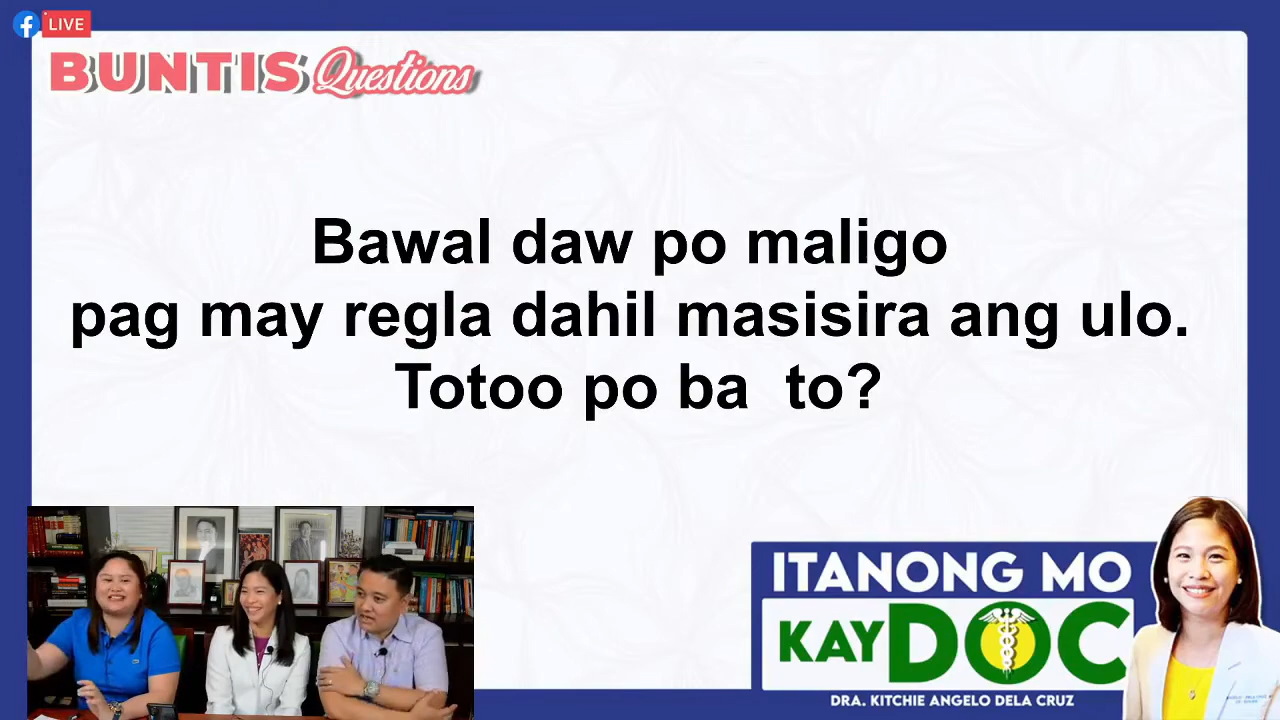 LIVE
BUNTIS Questions
Bawal daw po maligo
pag may regla dahil masisira ang ulo.
Totoo po ba to?
ITANONG MO
KAY DOC
DRA. KITCHIE ANGELO DELA CRUZ